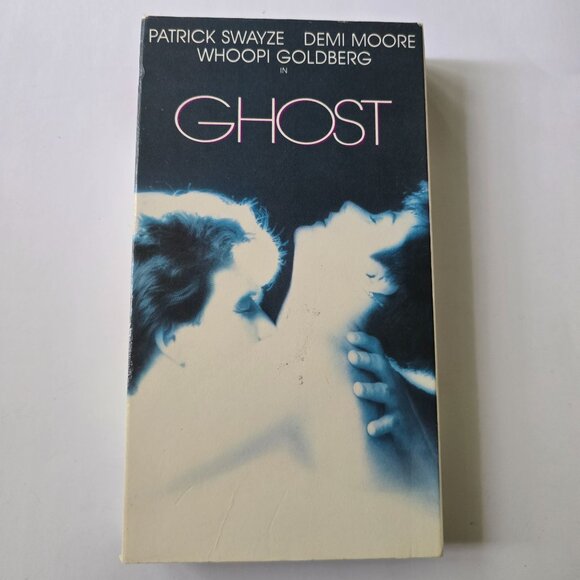 PATRICK SWAYZE DEMI MOORE
WHOOPI GOLDBERG
IN
GHOST